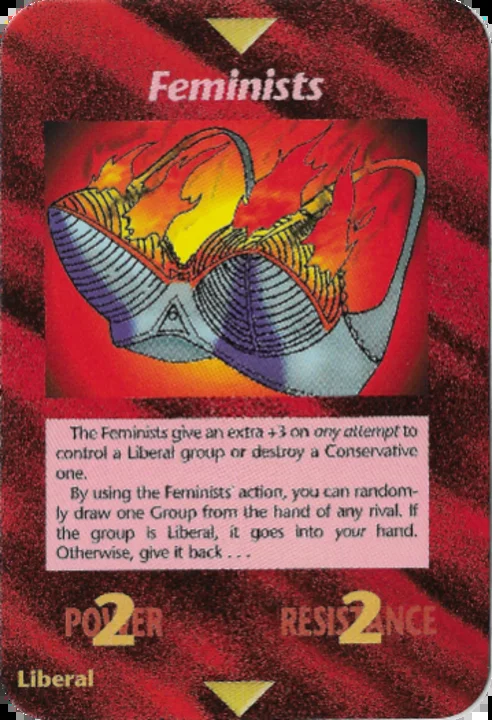 Feminists
The Feminists give an extra +3 on any attempt to
control a Liberal group or destroy a Conservative
one.
By using the Feminists' action, you can random-
ly draw one Group from the hand of any rival. If
the group is Liberal, it goes into your hand.
Otherwise, give it back . . .
POWER 2
RESISTANCE 2
Liberal